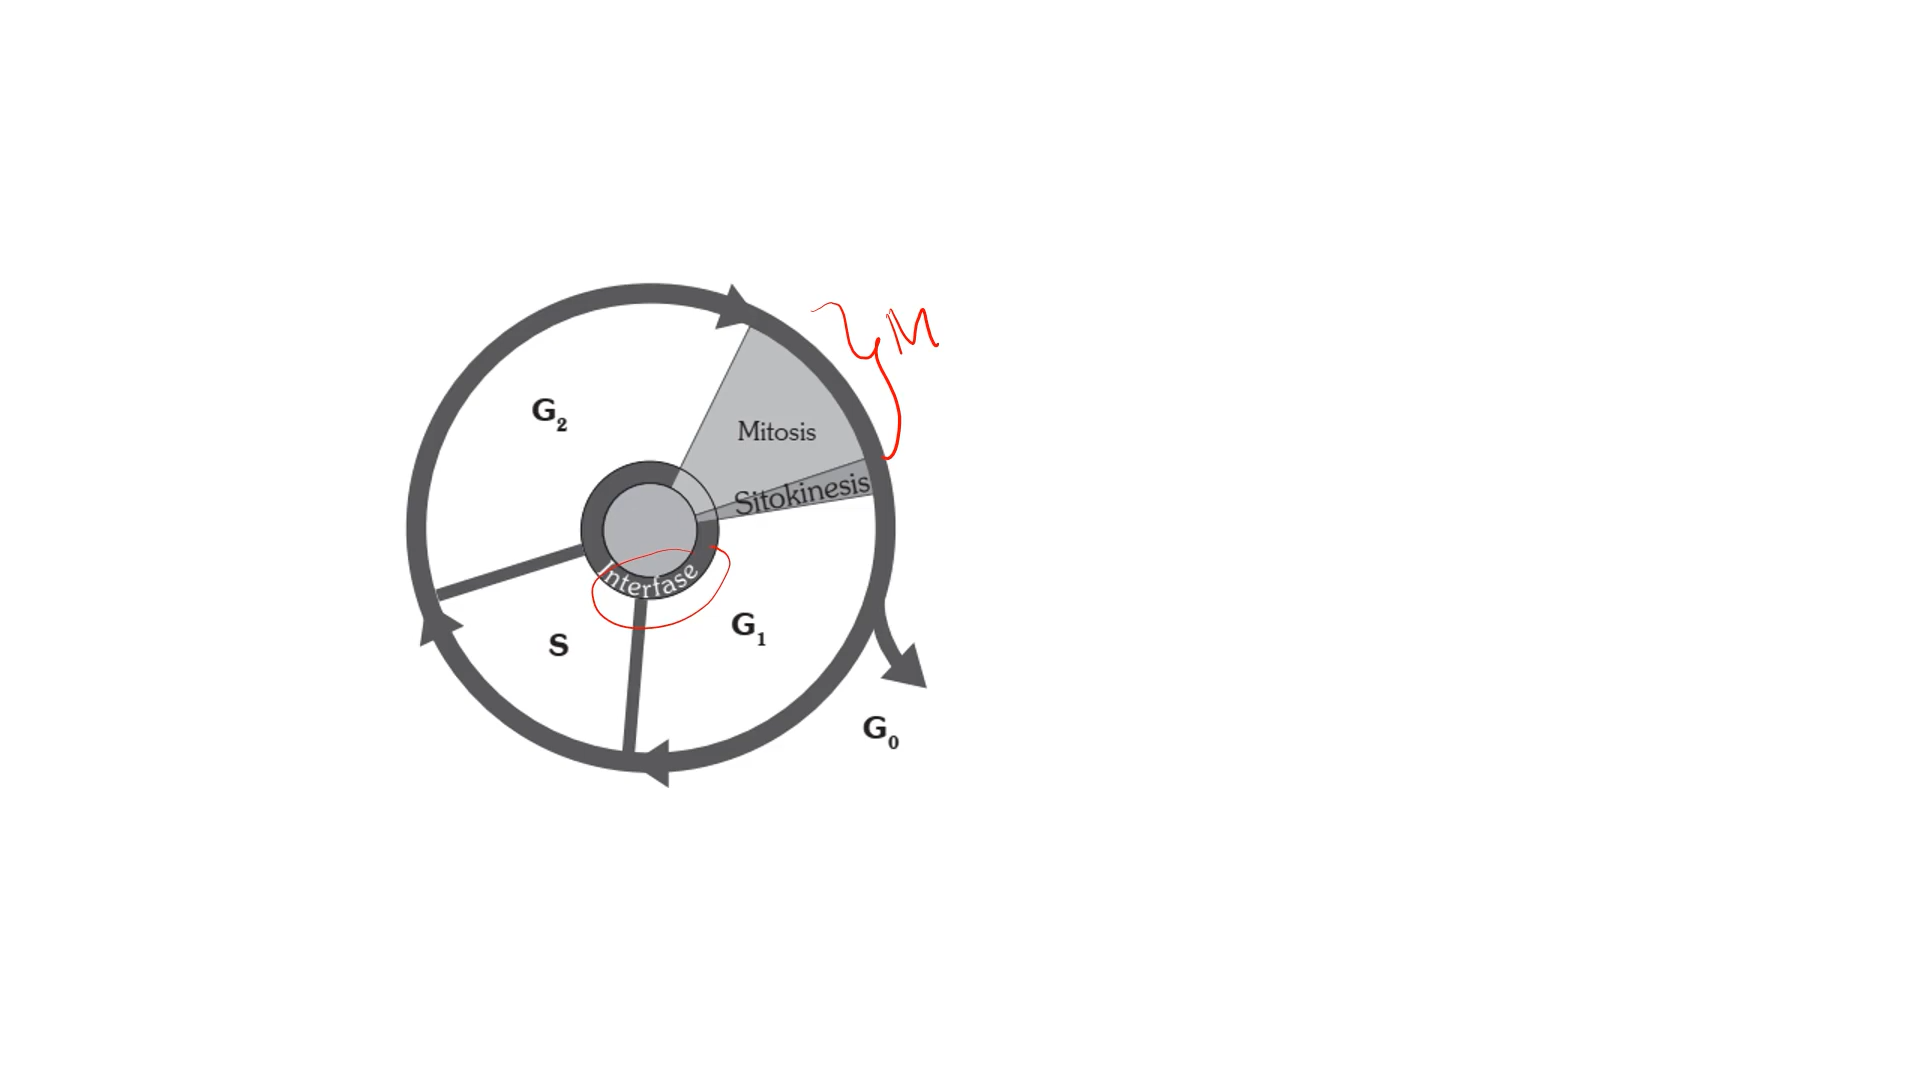 M
G₂
Mitosis
Sitokinesis
Interfase
G₁
S
G₀